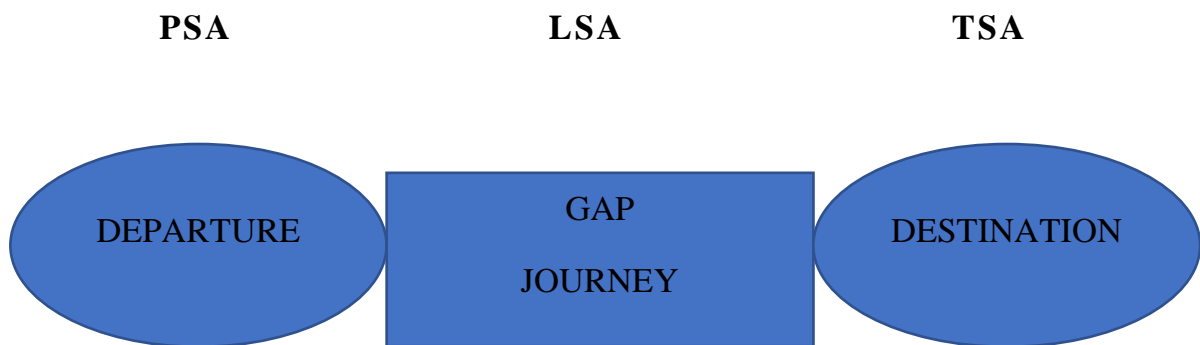 PSA LSA TSA
DEPARTURE
GAP
JOURNEY
DESTINATION